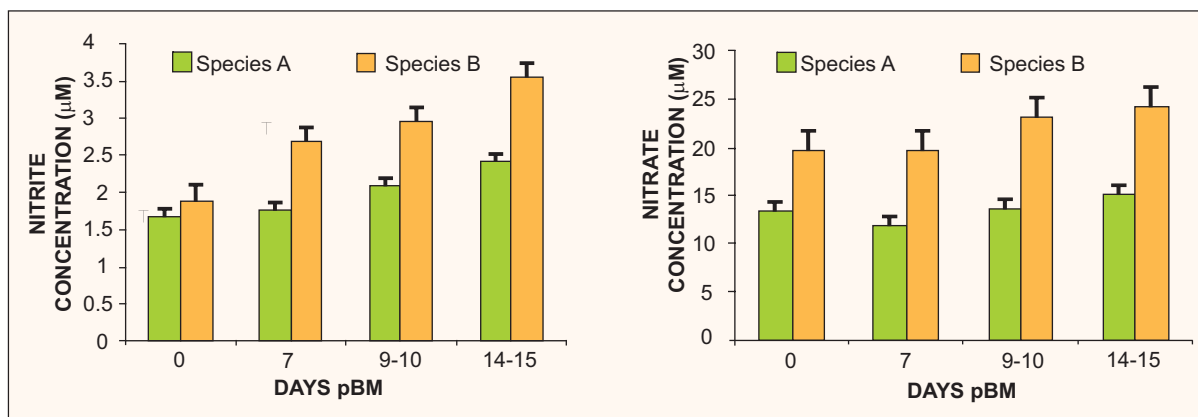 4
3.5
3
2.5
2
1.5
1
0.5
0
NITRITE
CONCENTRATION (µM)
Species A
Species B
0
7
9-10
14-15
DAYS pBM
30
25
20
15
10
5
0
NITRATE
CONCENTRATION (µM)
Species A
Species B
0
7
9-10
14-15
DAYS pBM